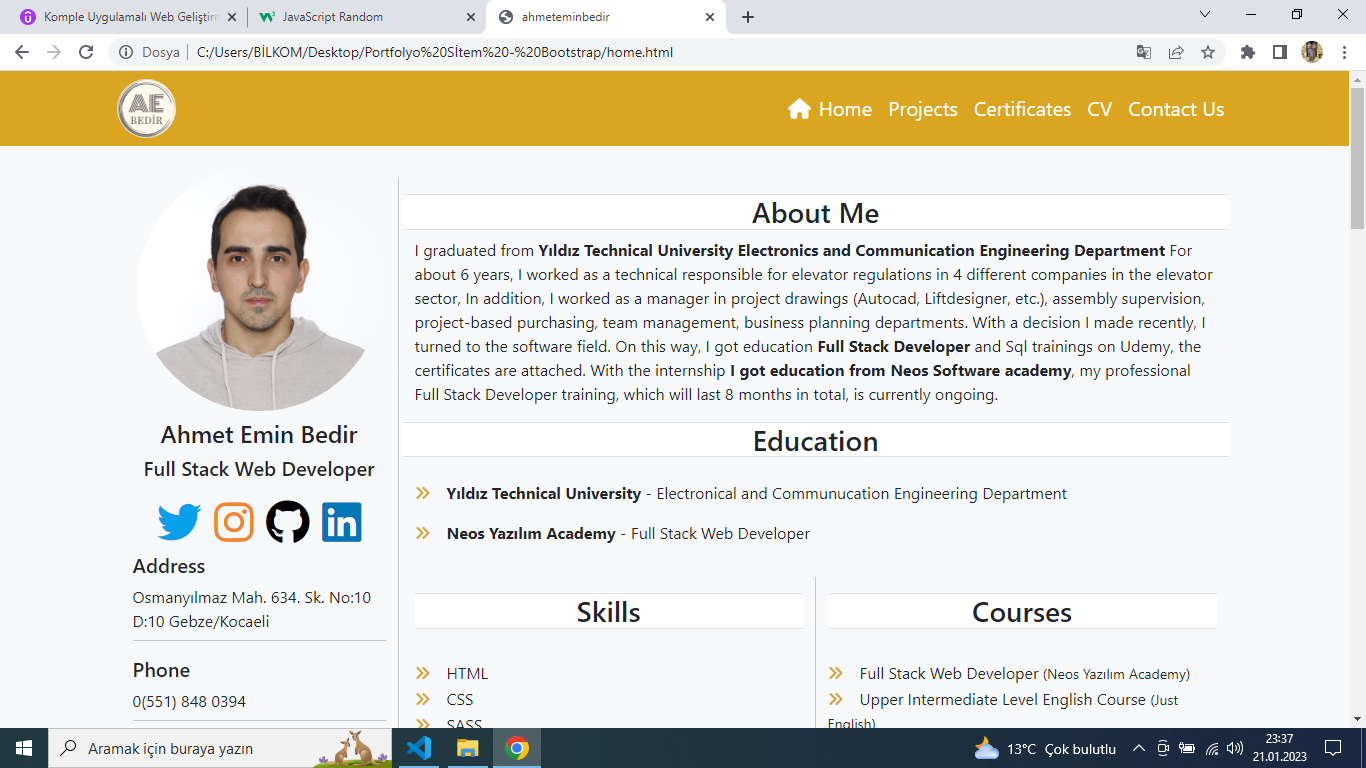 Komple Uygulamalı Web Geliştirm
JavaScript Random
ahmeteminbedir
Dosya
C:/Users/BİLKOM/Desktop/Portfolyo%20Sİtem%20-%20Bootstrap/home.html
AE
BEDİR
Home
Projects
Certificates
CV
Contact Us
Ahmet Emin Bedir
Full Stack Web Developer
Address
Osmanyılmaz Mah. 634. Sk. No:10
D:10 Gebze/Kocaeli
Phone
0(551) 848 0394
About Me
I graduated from Yıldız Technical University Electronics and Communication Engineering Department For
about 6 years, I worked as a technical responsible for elevator regulations in 4 different companies in the elevator
sector, In addition, I worked as a manager in project drawings (Autocad, Liftdesigner, etc.), assembly supervision,
project-based purchasing, team management, business planning departments. With a decision I made recently, I
turned to the software field. On this way, I got education Full Stack Developer and Sql trainings on Udemy, the
certificates are attached. With the internship I got education from Neos Software academy, my professional
Full Stack Developer training, which will last 8 months in total, is currently ongoing.
Education
Yıldız Technical University - Electronical and Communucation Engineering Department
Neos Yazılım Academy - Full Stack Web Developer
Skills
HTML
CSS
SASS
Courses
Full Stack Web Developer (Neos Yazılım Academy)
Upper Intermediate Level English Course (Just
English)
Aramak için buraya yazın
13°C Çok bulutlu
23:37
21.01.2023